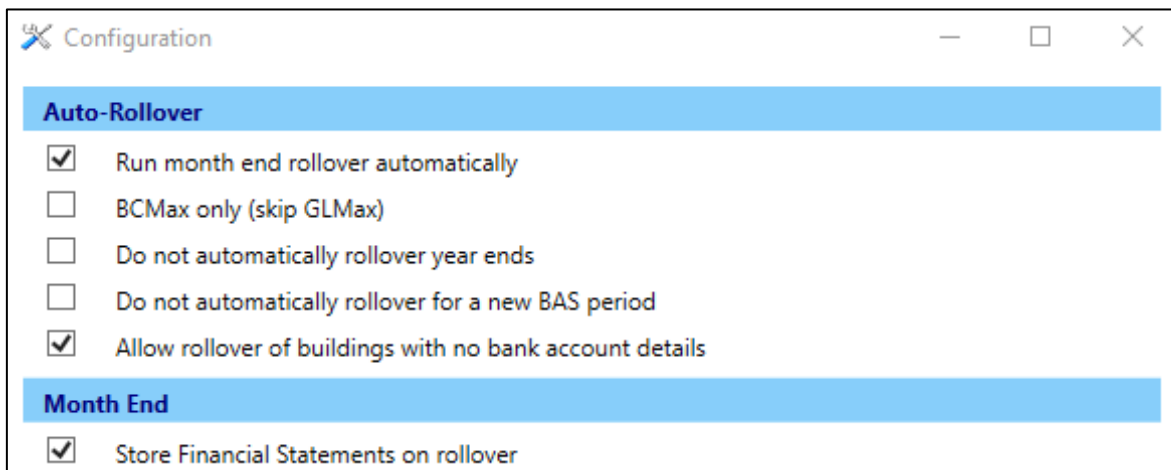 Configuration
Auto-Rollover
Run month end rollover automatically
BCMax only (skip GLMax)
Do not automatically rollover year ends
Do not automatically rollover for a new BAS period
Allow rollover of buildings with no bank account details
Month End
Store Financial Statements on rollover